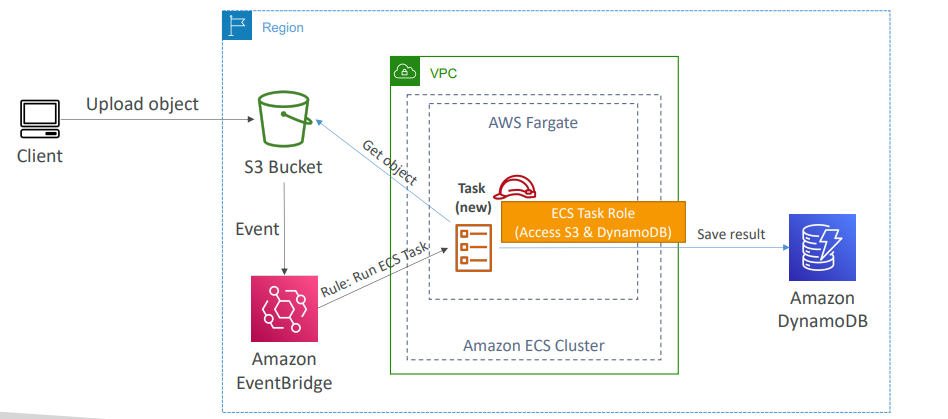 Region
VPC
Upload object
AWS Fargate
Client
S3 Bucket
Get object
Task
(new)
ECS Task Role
(Access S3 & DynamoDB)
Event
Rule: Run ECS Task
Save result
Amazon
DynamoDB
Amazon ECS Cluster
Amazon
EventBridge